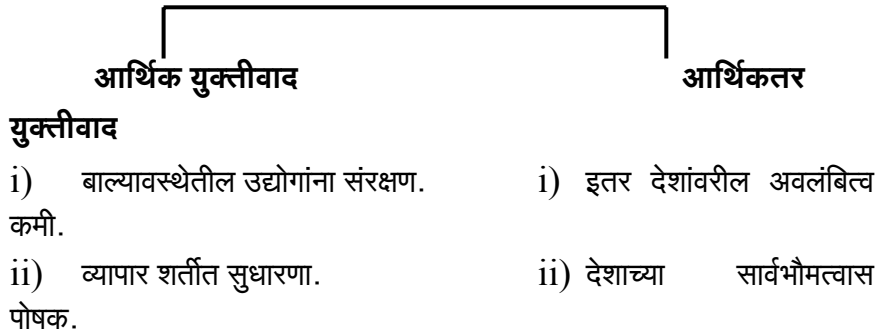 आर्थिक युक्तीवाद आर्थिकतर
युक्तीवाद
i) बाल्यावस्थेतील उद्योगांना संरक्षण. i) इतर देशांवरील अवलंबित्व
कमी.
ii) व्यापार शर्तीत सुधारणा. ii) देशाच्या सार्वभौमत्वास
पोषक.